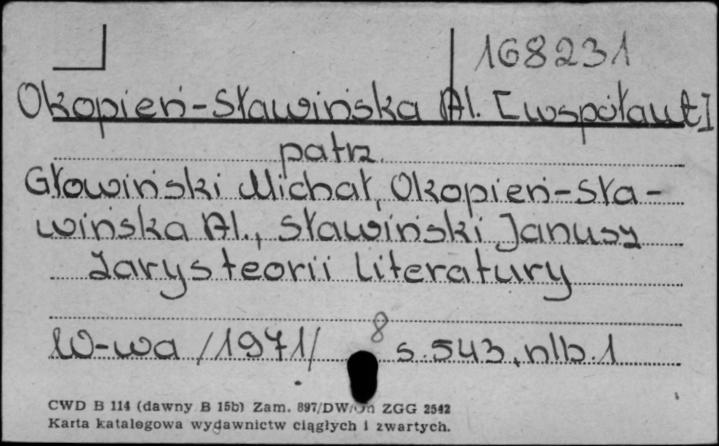 168231
Okopień-Sławińska Al. [współaut]
patrz
Głowiński Michał, Okopień-Sła-
wińska Al., Sławiński Janusz
Zarys teorii literatury
W-wa /1971/ 8 s. 543, nlb. 1
CWD B 114 (dawny B 15b) Zam. 897/DW/ ZGG 2542
Karta katalogowa wydawnictw ciągłych i zwartych.